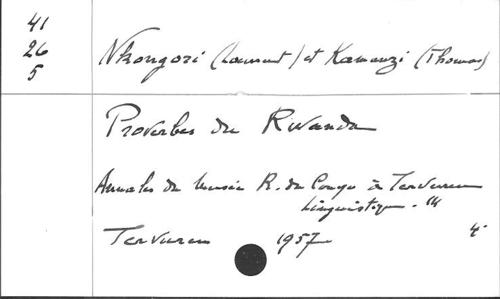 41
26
5
Nkongori (Laurent) et Kamanzi (Thomas)
Proverbes du Rwanda
Annales du Musée R. du Congo à Tervuren
Linguistique - 14
Tervuren 1957 4°